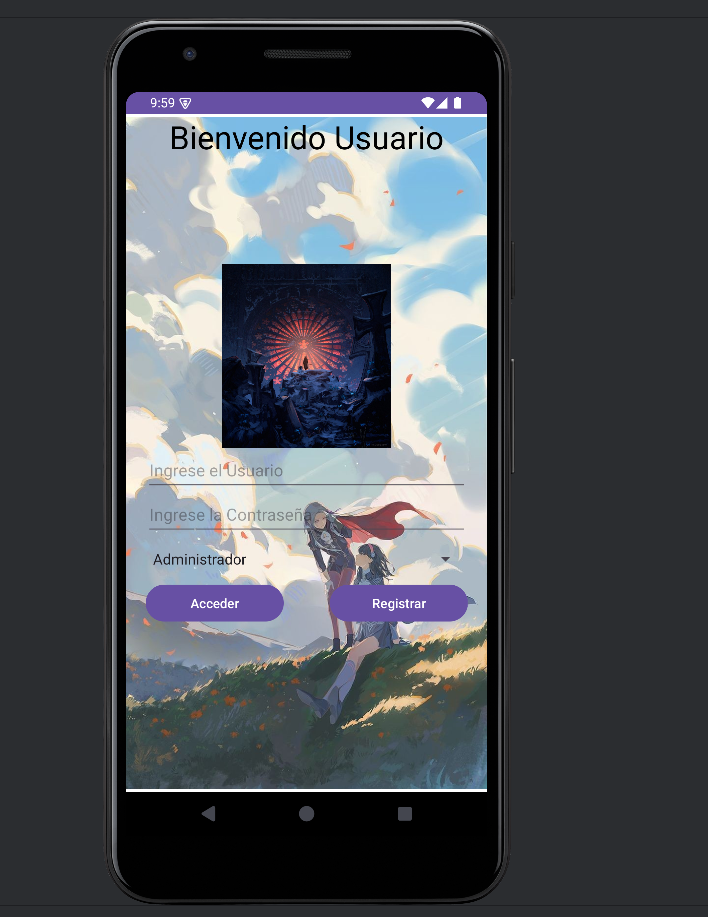 9:59
Bienvenido Usuario
Ingrese el Usuario
Ingrese la Contraseña
Administrador
Acceder
Registrar